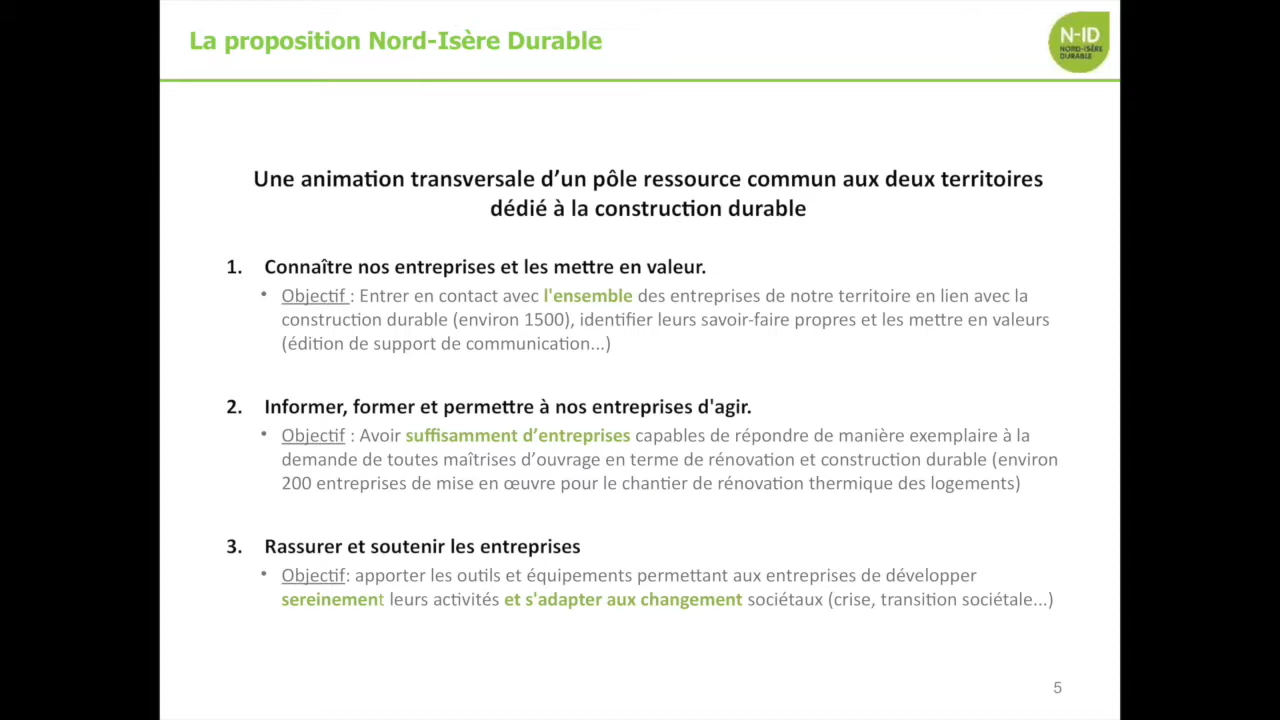 La proposition Nord-Isère Durable
N-ID
NORD-ISÈRE
DURABLE
Une animation transversale d’un pôle ressource commun aux deux territoires
dédié à la construction durable
1. Connaître nos entreprises et les mettre en valeur.
• Objectif : Entrer en contact avec l'ensemble des entreprises de notre territoire en lien avec la
construction durable (environ 1500), identifier leurs savoir-faire propres et les mettre en valeurs
(édition de support de communication...)
2. Informer, former et permettre à nos entreprises d'agir.
• Objectif : Avoir suffisamment d’entreprises capables de répondre de manière exemplaire à la
demande de toutes maîtrises d’ouvrage en terme de rénovation et construction durable (environ
200 entreprises de mise en œuvre pour le chantier de rénovation thermique des logements)
3. Rassurer et soutenir les entreprises
• Objectif: apporter les outils et équipements permettant aux entreprises de développer
sereinement leurs activités et s'adapter aux changement sociétaux (crise, transition sociétale...)
5